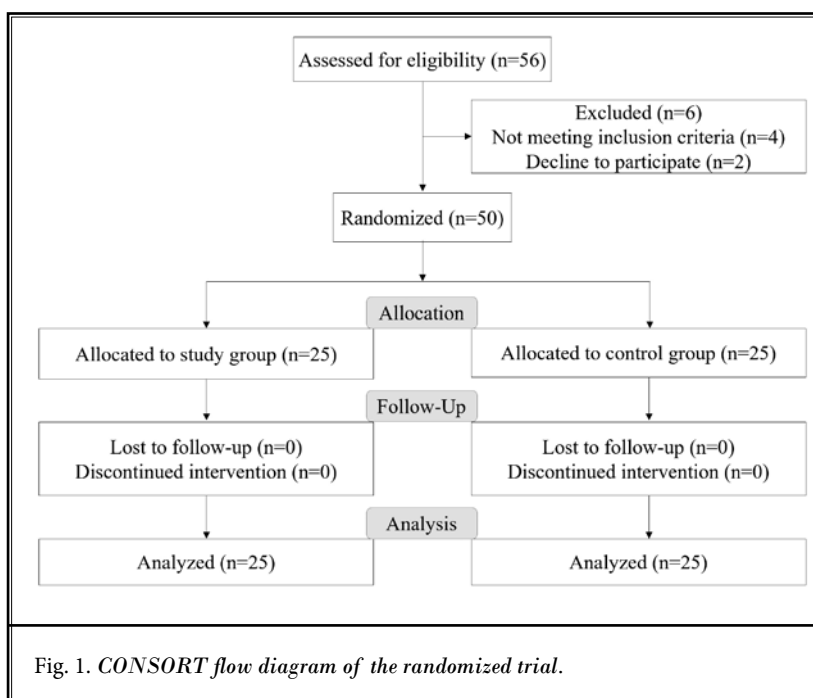 Assessed for eligibility (n=56)
Excluded (n=6)
Not meeting inclusion criteria (n=4)
Decline to participate (n=2)
Randomized (n=50)
Allocation
Allocated to study group (n=25)
Allocated to control group (n=25)
Follow-Up
Lost to follow-up (n=0)
Discontinued intervention (n=0)
Lost to follow-up (n=0)
Discontinued intervention (n=0)
Analysis
Analyzed (n=25)
Analyzed (n=25)
Fig. 1. CONSORT flow diagram of the randomized trial.